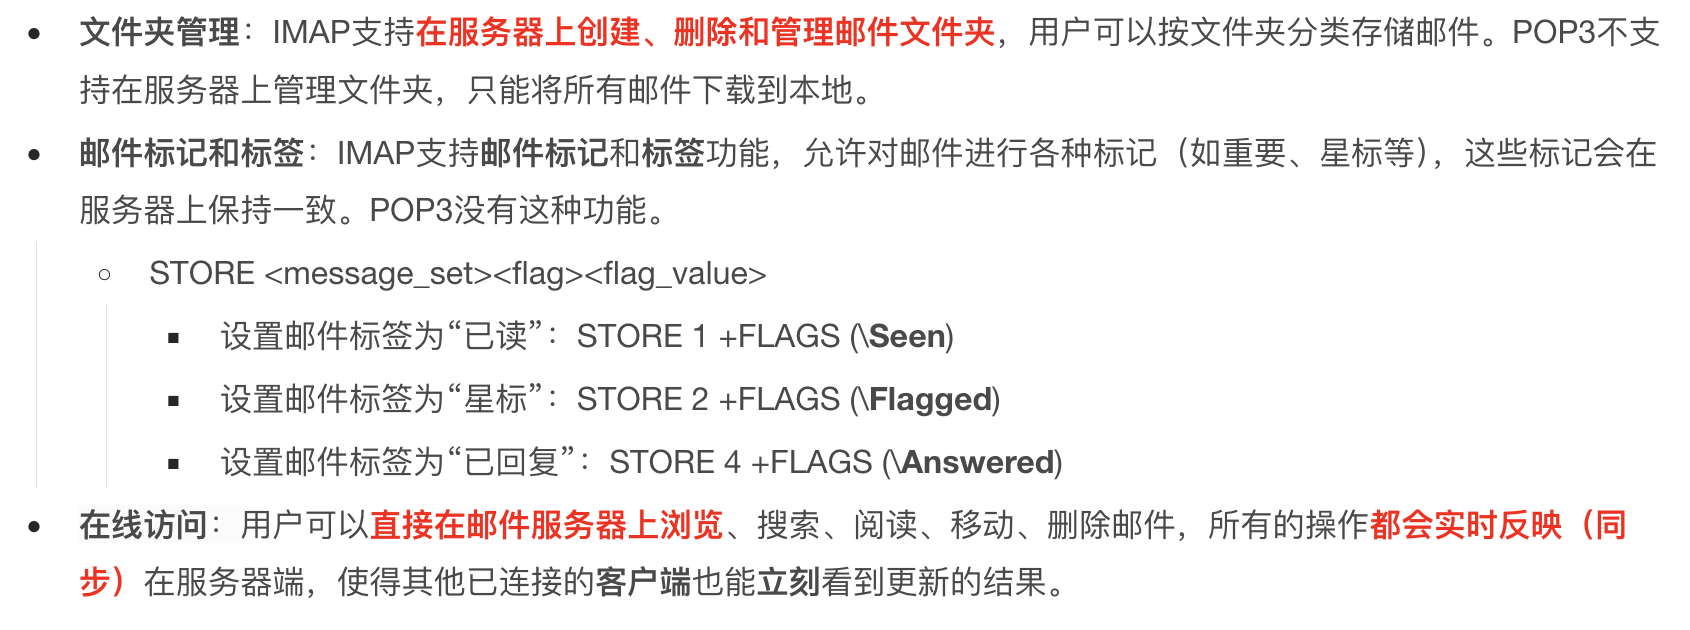 文件夹管理：IMAP支持在服务器上创建、删除和管理邮件文件夹，用户可以按文件夹分类存储邮件。POP3不支
持在服务器上管理文件夹，只能将所有邮件下载到本地。
邮件标记和标签：IMAP支持邮件标记和标签功能，允许对邮件进行各种标记（如重要、星标等），这些标记会在
服务器上保持一致。POP3没有这种功能。
STORE <message_set><flag><flag_value>
设置邮件标签为“已读”：STORE 1 +FLAGS (\Seen)
设置邮件标签为“星标”：STORE 2 +FLAGS (\Flagged)
设置邮件标签为“已回复”：STORE 4 +FLAGS (\Answered)
在线访问：用户可以直接在邮件服务器上浏览、搜索、阅读、移动、删除邮件，所有的操作都会实时反映（同
步）在服务器端，使得其他已连接的客户端也能立刻看到更新的结果。